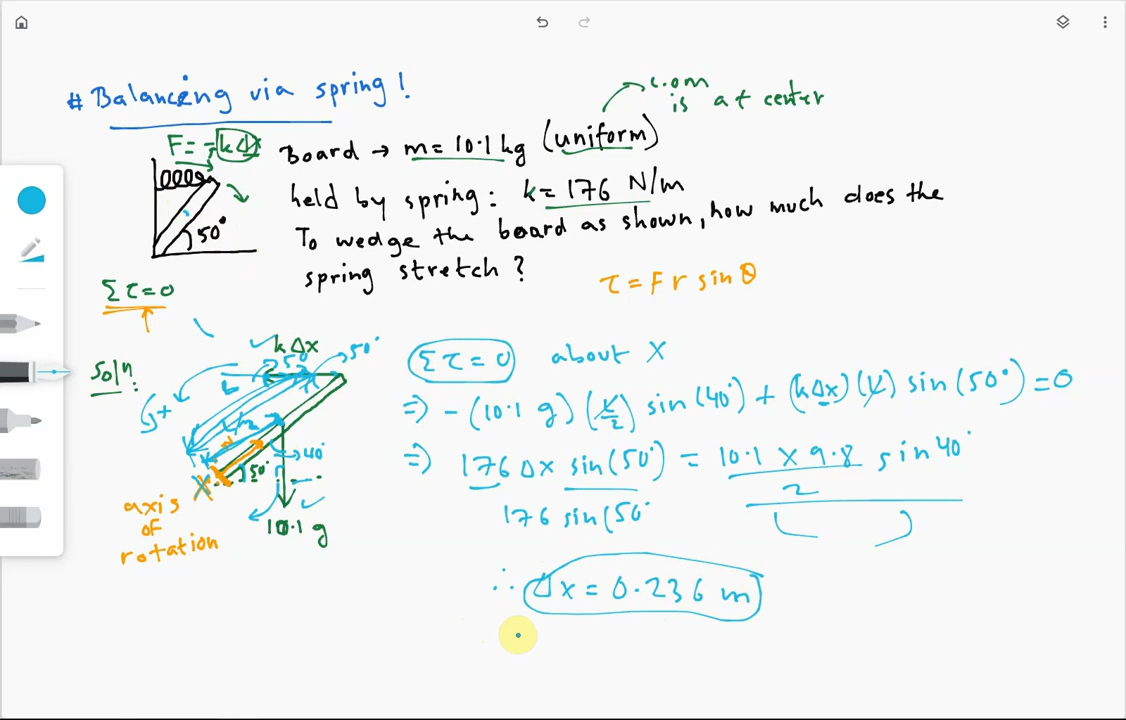 # Balancing via spring!
c.om
is at center
F = -kΔx
Board → m = 10.1 kg (uniform)
held by spring: k = 176 N/m
50°
To wedge the board as shown, how much does the
spring stretch ?
τ = F r sin θ
Στ = 0
Soln:
kΔx
50°
50°
L/2
40°
50°
X
10.1 g
axis
of
rotation
Στ = 0 about X
⇒ - (10.1 g) (L/2) sin (40°) + (kΔx) (L) sin (50°) = 0
⇒ 176 Δx sin (50°) = 10.1 X 9.8 / 2 sin 40°
176 sin (50°
∴ Δx = 0.236 m